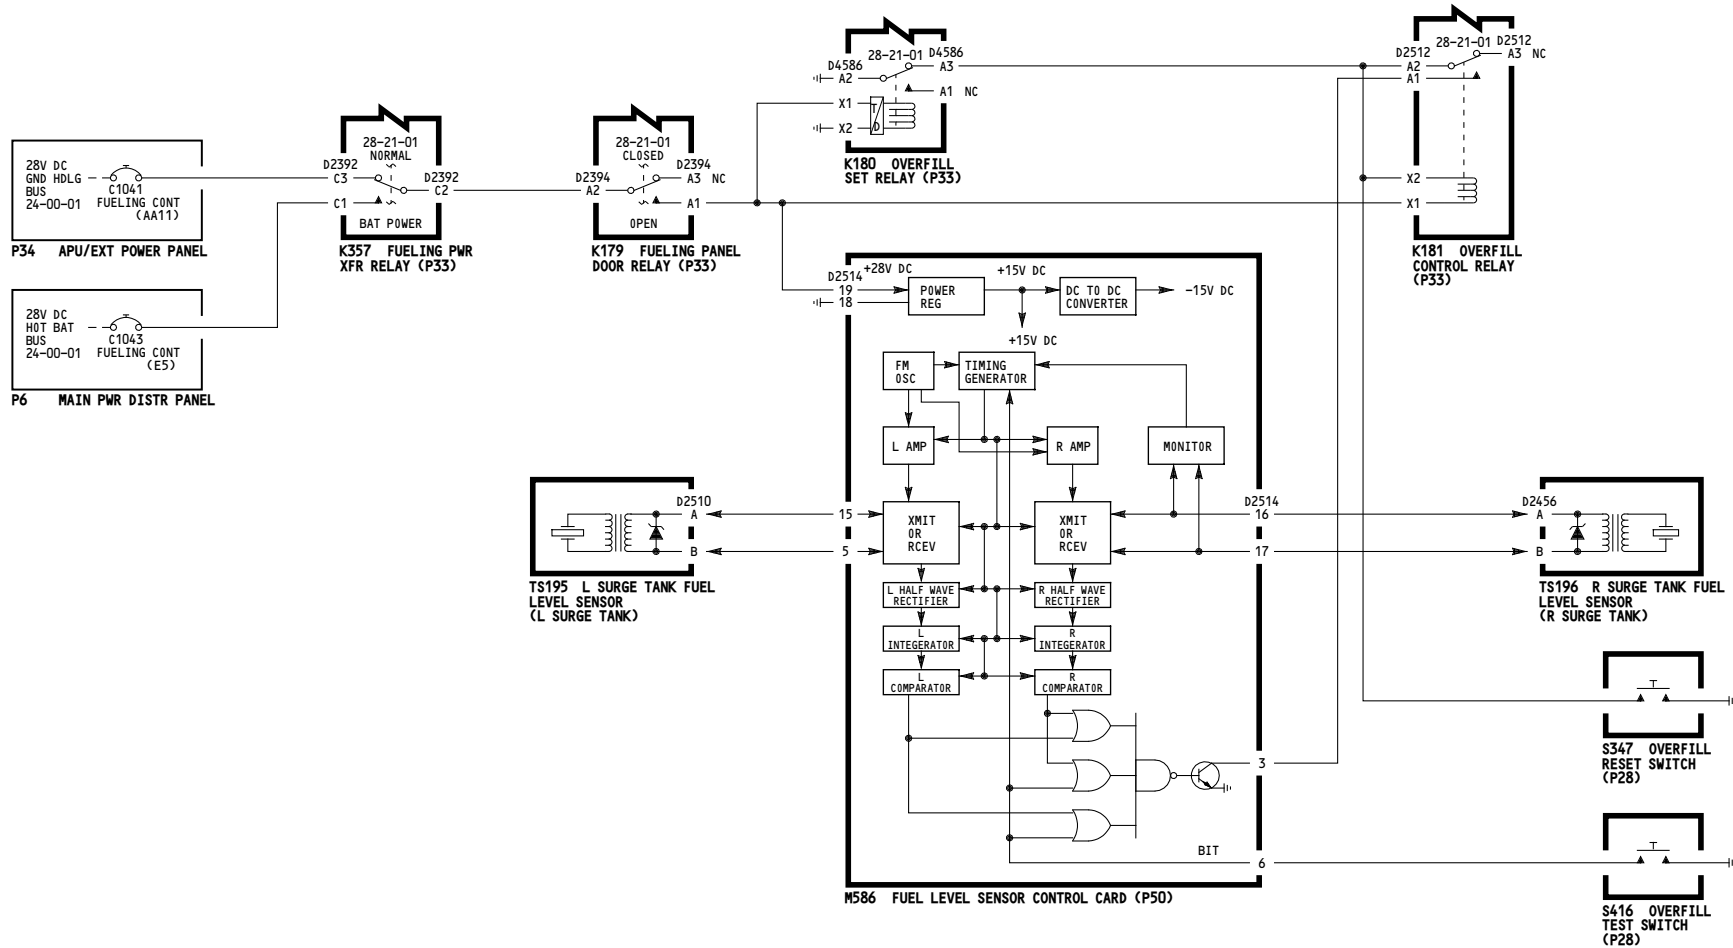 28V DC
GND HDLG
BUS
24-00-01
C1041
FUELING CONT
(AA11)
P34 APU/EXT POWER PANEL
28V DC
HOT BAT
BUS
24-00-01
C1043
FUELING CONT
(E5)
P6 MAIN PWR DISTR PANEL
28-21-01
NORMAL
D2392
C3
D2392
C2
C1
BAT POWER
K357 FUELING PWR
XFR RELAY (P33)
28-21-01
CLOSED
D2394
A2
D2394
A3 NC
A1
OPEN
K179 FUELING PANEL
DOOR RELAY (P33)
28-21-01
D4586
A2
D4586
A3
A1 NC
X1
X2
T
D
K180 OVERFILL
SET RELAY (P33)
28-21-01
D2512
A2
A1
D2512
A3 NC
X2
X1
K181 OVERFILL
CONTROL RELAY
(P33)
D2514
19
18
+28V DC
POWER
REG
+15V DC
DC TO DC
CONVERTER
-15V DC
+15V DC
FM
OSC
TIMING
GENERATOR
L AMP
R AMP
MONITOR
D2510
A
B
15
5
XMIT
OR
RCEV
XMIT
OR
RCEV
D2514
16
17
D2456
A
B
TS195 L SURGE TANK FUEL
LEVEL SENSOR
(L SURGE TANK)
TS196 R SURGE TANK FUEL
LEVEL SENSOR
(R SURGE TANK)
L HALF WAVE
RECTIFIER
R HALF WAVE
RECTIFIER
L
INTEGERATOR
R
INTEGERATOR
L
COMPARATOR
R
COMPARATOR
3
BIT
6
M586 FUEL LEVEL SENSOR CONTROL CARD (P50)
S347 OVERFILL
RESET SWITCH
(P28)
S416 OVERFILL
TEST SWITCH
(P28)